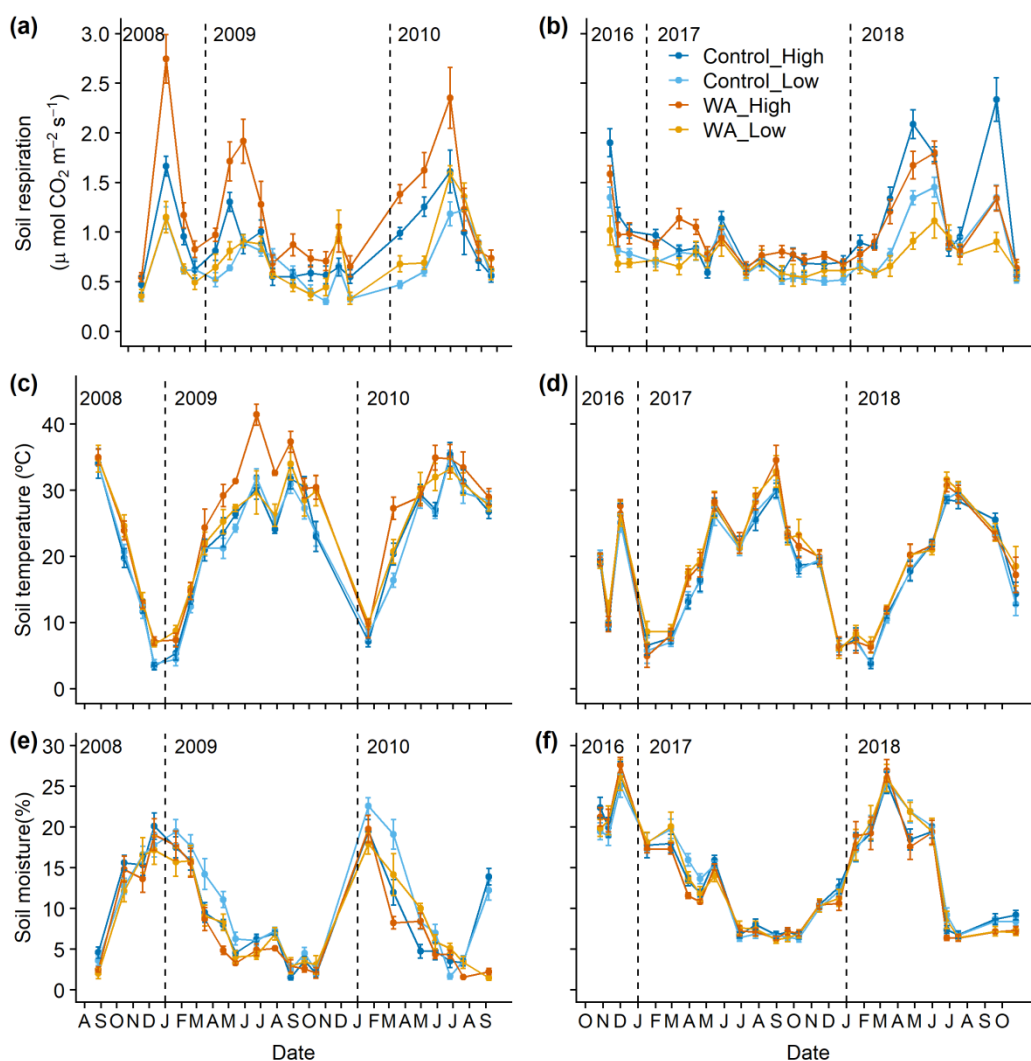 (a)
2008
2009
2010
3.0
2.5
2.0
1.5
1.0
0.5
0.0
Soil respiration
(μ mol CO₂ m⁻² s⁻¹)
(b)
2016
2017
2018
Control_High
Control_Low
WA_High
WA_Low
(c)
2008
2009
2010
40
30
20
10
0
Soil temperature (ºC)
(d)
2016
2017
2018
(e)
2008
2009
2010
30
25
20
15
10
5
0
Soil moisture(%)
A S O N D J F M A M J J A S O N D J F M A M J J A S
Date
(f)
2016
2017
2018
O N D J F M A M J J A S O N D J F M A M J J A S O
Date